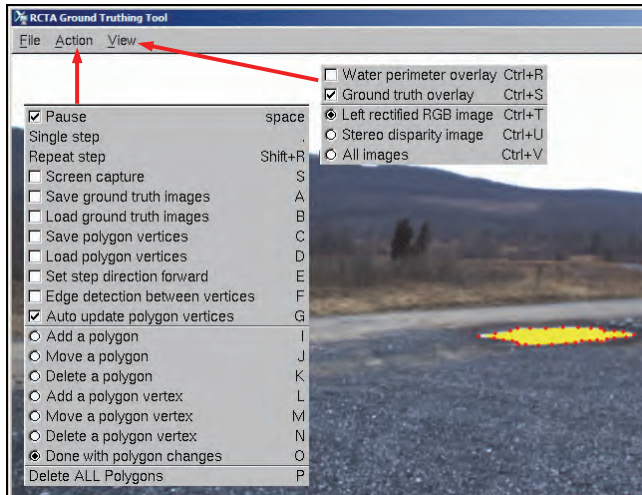 RCTA Ground Truthing Tool
File Action View
Water perimeter overlay Ctrl+R
Ground truth overlay Ctrl+S
Left rectified RGB image Ctrl+T
Stereo disparity image Ctrl+U
All images Ctrl+V
Pause space
Single step .
Repeat step Shift+R
Screen capture S
Save ground truth images A
Load ground truth images B
Save polygon vertices C
Load polygon vertices D
Set step direction forward E
Edge detection between vertices F
Auto update polygon vertices G
Add a polygon I
Move a polygon J
Delete a polygon K
Add a polygon vertex L
Move a polygon vertex M
Delete a polygon vertex N
Done with polygon changes O
Delete ALL Polygons P